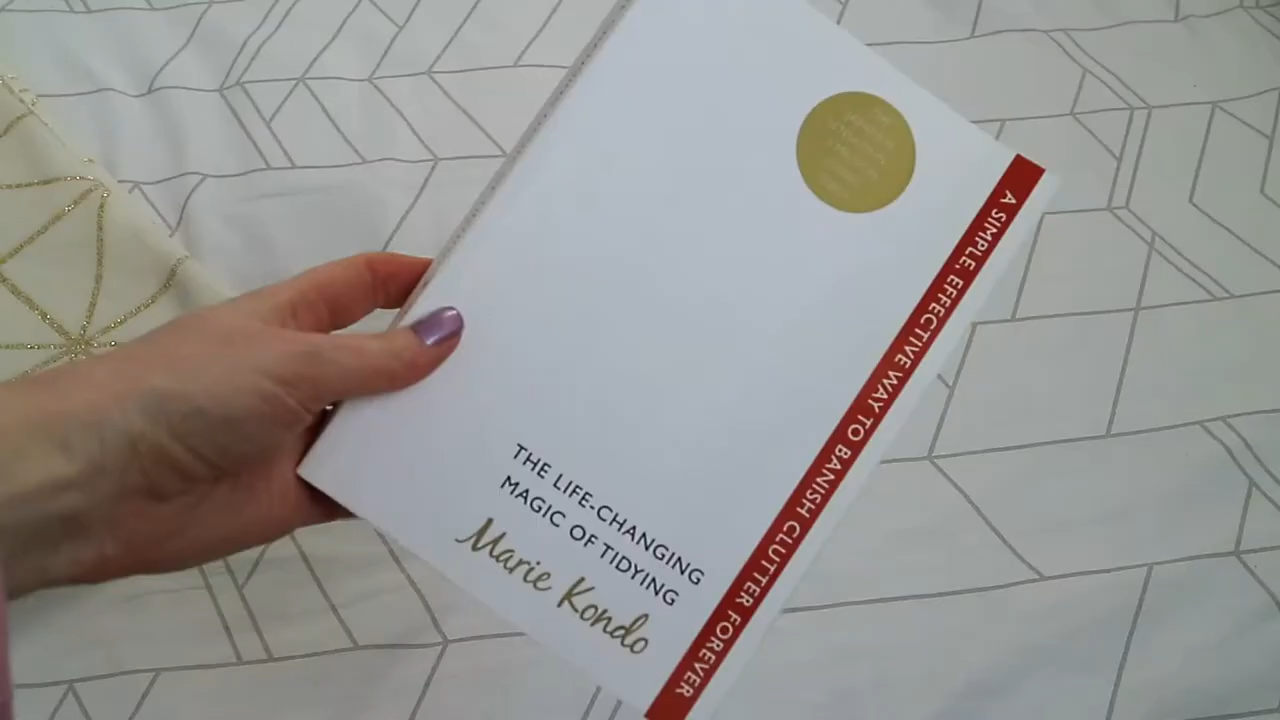 THE LIFE-CHANGING
MAGIC OF TIDYING
Marie Kondo
A SIMPLE, EFFECTIVE WAY TO BANISH CLUTTER FOREVER